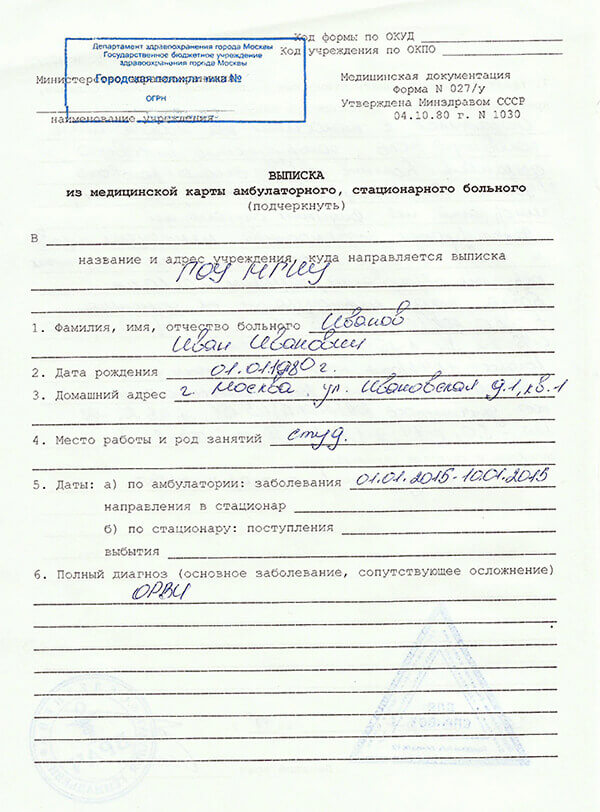 Код формы по ОКУД
Код учреждения по ОКПО
Департамент здравоохранения города Москвы
Государственное бюджетное учреждение
здравоохранения города Москвы
Городская поликлиника №
ОГРН
Министерство здравоохранения
наименование учреждения
Медицинская документация
Форма N 027/у
Утверждена Минздравом СССР
04.10.80 г. N 1030
ВЫПИСКА
из медицинской карты амбулаторного, стационарного больного
(подчеркнуть)
В
название и адрес учреждения, куда направляется выписка
ГОУ МГИУ
1. Фамилия, имя, отчество больного Иванов
Иван Иванович
2. Дата рождения 01.01.1980 г.
3. Домашний адрес г. Москва. ул. Ивановская д.1, кв.1
4. Место работы и род занятий студ.
5. Даты: а) по амбулатории: заболевания 01.01.2015-10.01.2015
направления в стационар
б) по стационару: поступления
выбытия
6. Полный диагноз (основное заболевание, сопутствующее осложнение)
ОРВИ